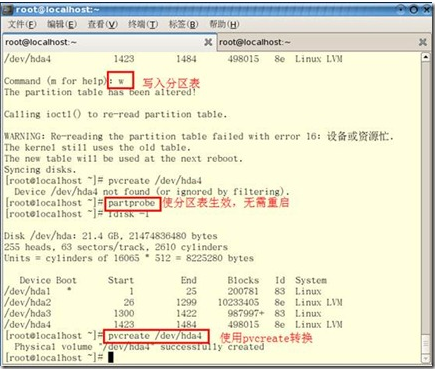 root@localhost:~
文件(F) 编辑(E) 查看(V) 终端(T) 标签(B) 帮助(H)
root@localhost:~ root@localhost:~
/dev/hda4 1423 1484 498015 8e Linux LVM
Command (m for help): w 写入分区表
The partition table has been altered!
Calling ioctl() to re-read partition table.
WARNING: Re-reading the partition table failed with error 16: 设备或资源忙.
The kernel still uses the old table.
The new table will be used at the next reboot.
Syncing disks.
[root@localhost ~]# pvcreate /dev/hda4
Device /dev/hda4 not found (or ignored by filtering).
[root@localhost ~]# partprobe 使分区表生效，无需重启
[root@localhost ~]# fdisk -l
Disk /dev/hda: 21.4 GB, 21474836480 bytes
255 heads, 63 sectors/track, 2610 cylinders
Units = cylinders of 16065 * 512 = 8225280 bytes
Device Boot Start End Blocks Id System
/dev/hda1 * 1 25 200781 83 Linux
/dev/hda2 26 1299 10233405 8e Linux LVM
/dev/hda3 1300 1422 987997+ 83 Linux
/dev/hda4 1423 1484 498015 8e Linux LVM
[root@localhost ~]# pvcreate /dev/hda4 使用pvcreate转换
Physical volume "/dev/hda4" successfully created
[root@localhost ~]#